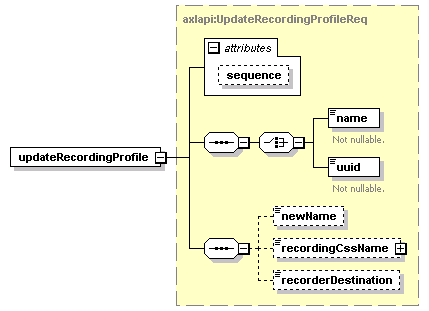 axlapi:UpdateRecordingProfileReq
attributes
sequence
name
Not nullable.
updateRecordingProfile
uuid
Not nullable.
newName
recordingCssName
recorderDestination